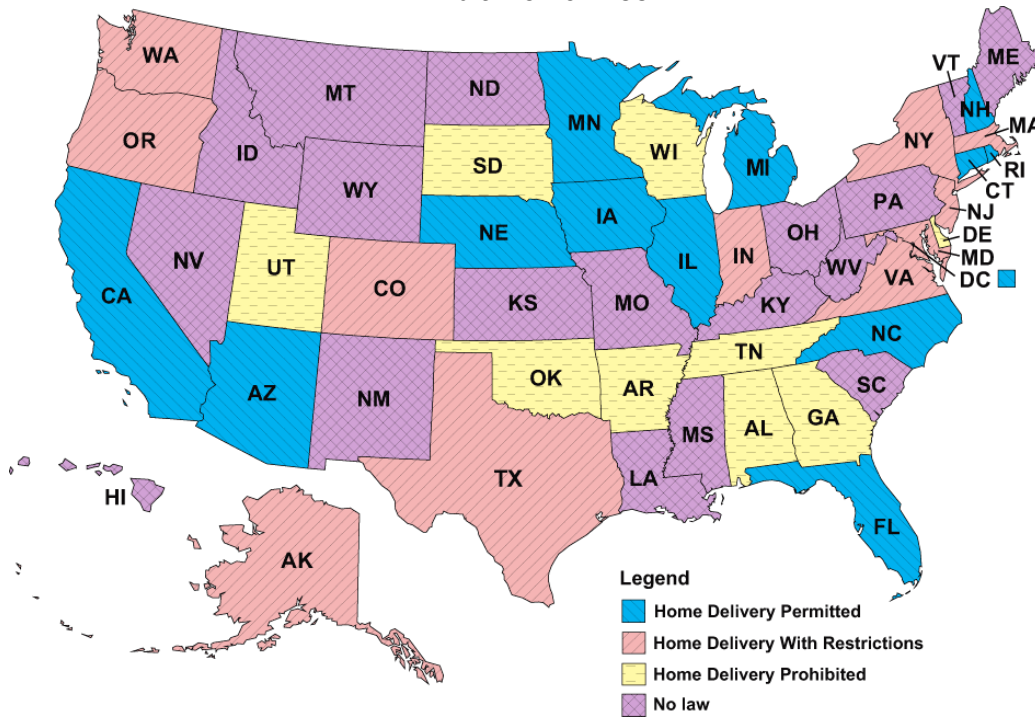 WA
MT
ND
MN
VT
ME
NH
OR
ID
SD
WI
NY
MA
WY
MI
RI
CT
NE
IA
PA
NJ
NV
UT
IL
IN
OH
DE
MD
CA
CO
KS
MO
WV
VA
DC
KY
NC
TN
AZ
NM
OK
AR
SC
MS
AL
GA
TX
LA
HI
FL
AK
Legend
Home Delivery Permitted
Home Delivery With Restrictions
Home Delivery Prohibited
No law